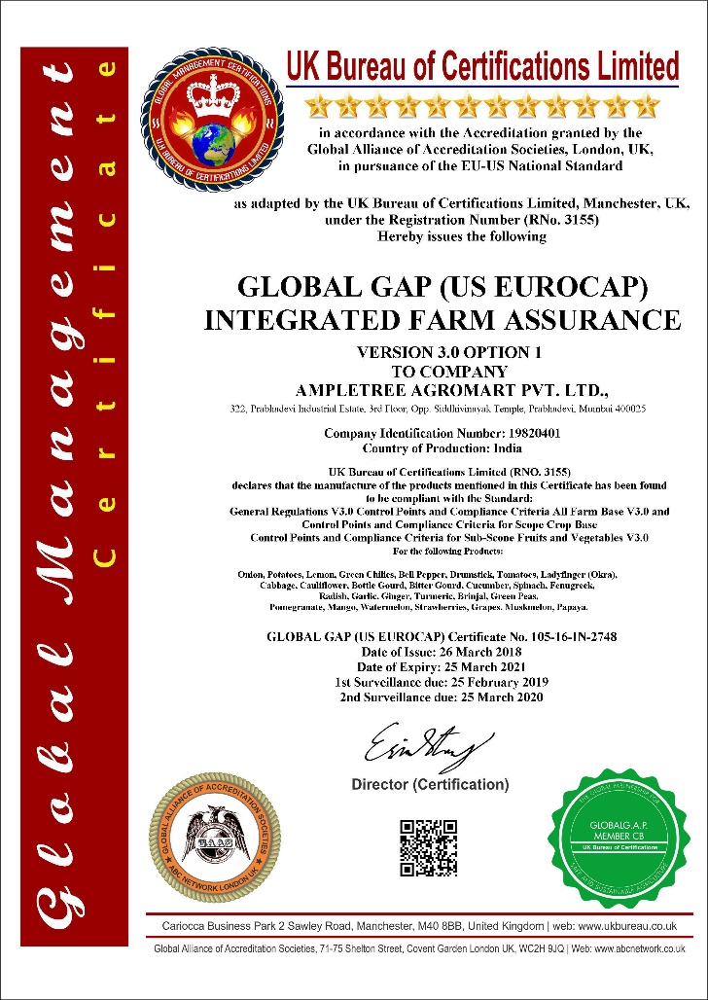 Global Management
Certificate
GLOBAL MANAGEMENT CERTIFICATIONS
U.K BUREAU OF CERTIFICATIONS LIMITED
UK Bureau of Certifications Limited
in accordance with the Accreditation granted by the
Global Alliance of Accreditation Societies, London, UK,
in pursuance of the EU-US National Standard
as adapted by the UK Bureau of Certifications Limited, Manchester, UK,
under the Registration Number (RNo. 3155)
Hereby issues the following
GLOBAL GAP (US EUROCAP)
INTEGRATED FARM ASSURANCE
VERSION 3.0 OPTION 1
TO COMPANY
AMPLETREE AGROMART PVT. LTD.,
322, Prabhadevi Industrial Estate, 3rd Floor, Opp. Siddhivinayak Temple, Prabhadevi, Mumbai 400025
Company Identification Number: 19820401
Country of Production: India
UK Bureau of Certifications Limited (RNO. 3155)
declares that the manufacture of the products mentioned in this Certificate has been found
to be compliant with the Standard:
General Regulations V3.0 Control Points and Compliance Criteria All Farm Base V3.0 and
Control Points and Compliance Criteria for Scope Crop Base
Control Points and Compliance Criteria for Sub-Scone Fruits and Vegetables V3.0
For the following Products:
Onion, Potatoes, Lemon, Green Chilies, Bell Pepper, Drumstick, Tomatoes, Ladyfinger (Okra),
Cabbage, Cauliflower, Bottle Gourd, Bitter Gourd, Cucumber, Spinach, Fenugreek,
Radish, Garlic, Ginger, Turmeric, Brinjal, Green Peas,
Pomegranate, Mango, Watermelon, Strawberries, Grapes, Muskmelon, Papaya.
GLOBAL GAP (US EUROCAP) Certificate No. 105-16-IN-2748
Date of Issue: 26 March 2018
Date of Expiry: 25 March 2021
1st Surveillance due: 25 February 2019
2nd Surveillance due: 25 March 2020
Director (Certification)
GLOBAL ALLIANCE OF ACCREDITATION SOCIETIES
GAAS
ABC NETWORK LONDON UK
THE GLOBAL PARTNERSHIP FOR
GLOBALG.A.P.
MEMBER CB
UK Bureau of Certifications
SAFE AND SUSTAINABLE AGRICULTURE
Cariocca Business Park 2 Sawley Road, Manchester, M40 8BB, United Kingdom | web: www.ukbureau.co.uk
Global Alliance of Accreditation Societies, 71-75 Shelton Street, Covent Garden London UK, WC2H 9JQ | Web: www.abcnetwork.co.uk